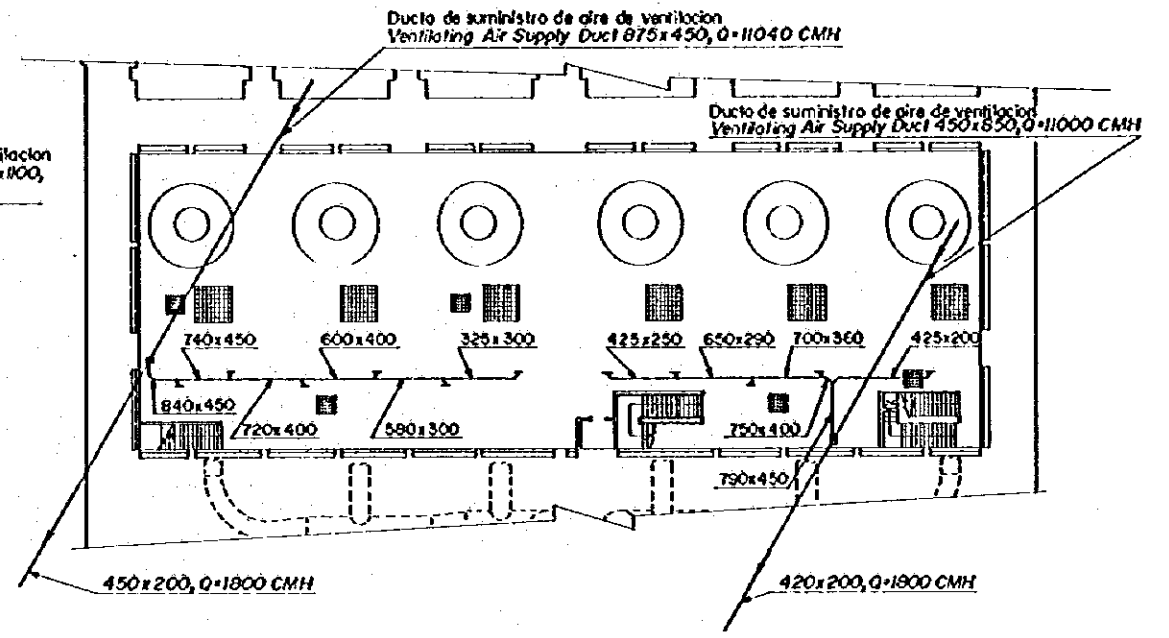 Ducto de suministro de aire de ventilacion
Ventilating Air Supply Duct 875x450, Q=11040 CMH
Ducto de suministro de aire de ventilacion
Ventilating Air Supply Duct 450x850, Q=11000 CMH
ilacion
x1100,
740x450
600x400
325x300
425x250
650x290
700x360
425x200
840x450
720x400
580x300
750x400
790x450
450x200, Q=1800 CMH
420x200, Q=1800 CMH